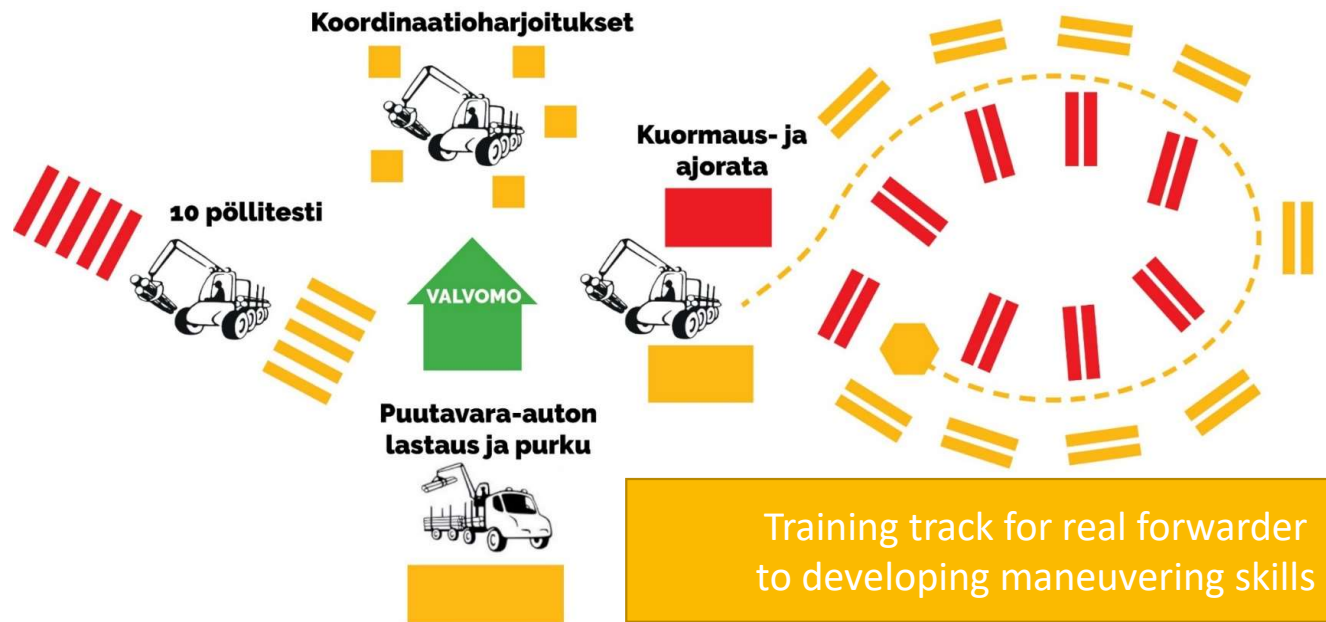 Koordinaatioharjoitukset
Kuormaus- ja
ajorata
10 pöllitesti
VALVOMO
Puutavara-auton
lastaus ja purku
Training track for real forwarder
to developing maneuvering skills